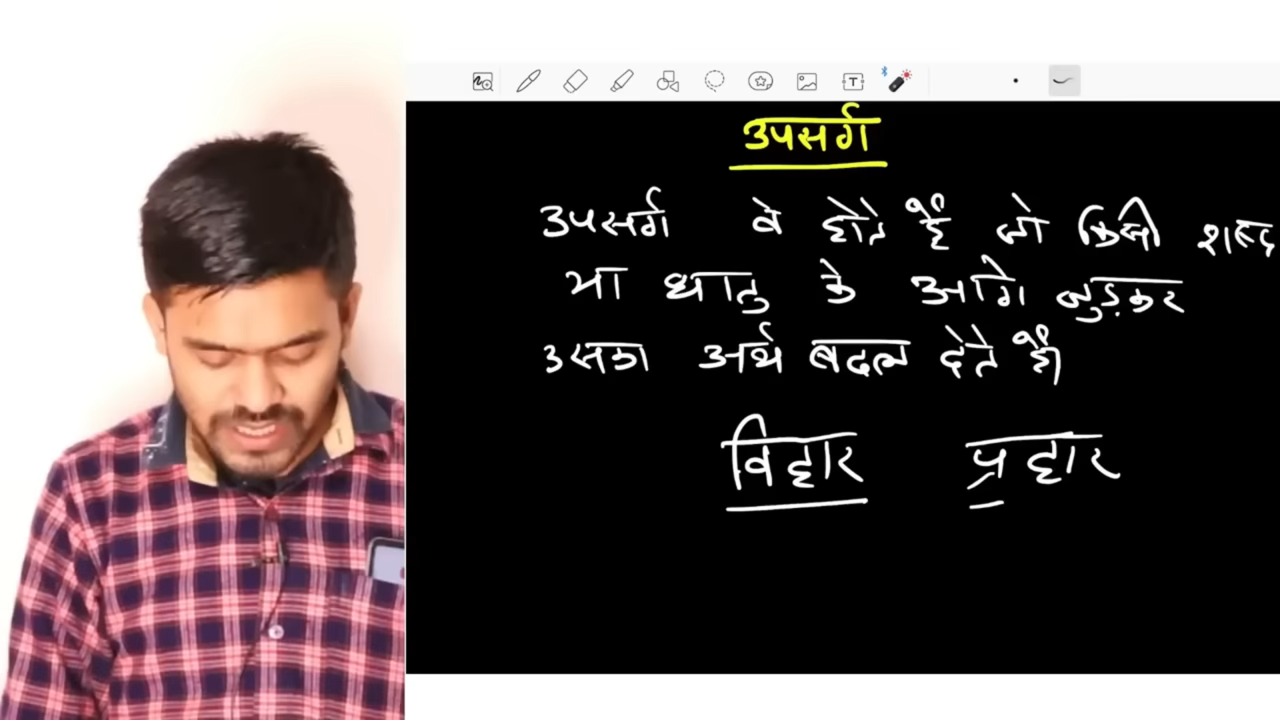 उपसर्ग
उपसर्ग वे होते हैं जो किसी शब्द
या धातु के आगे जुड़कर
उसका अर्थ बदल देते हैं
विहार प्रहार